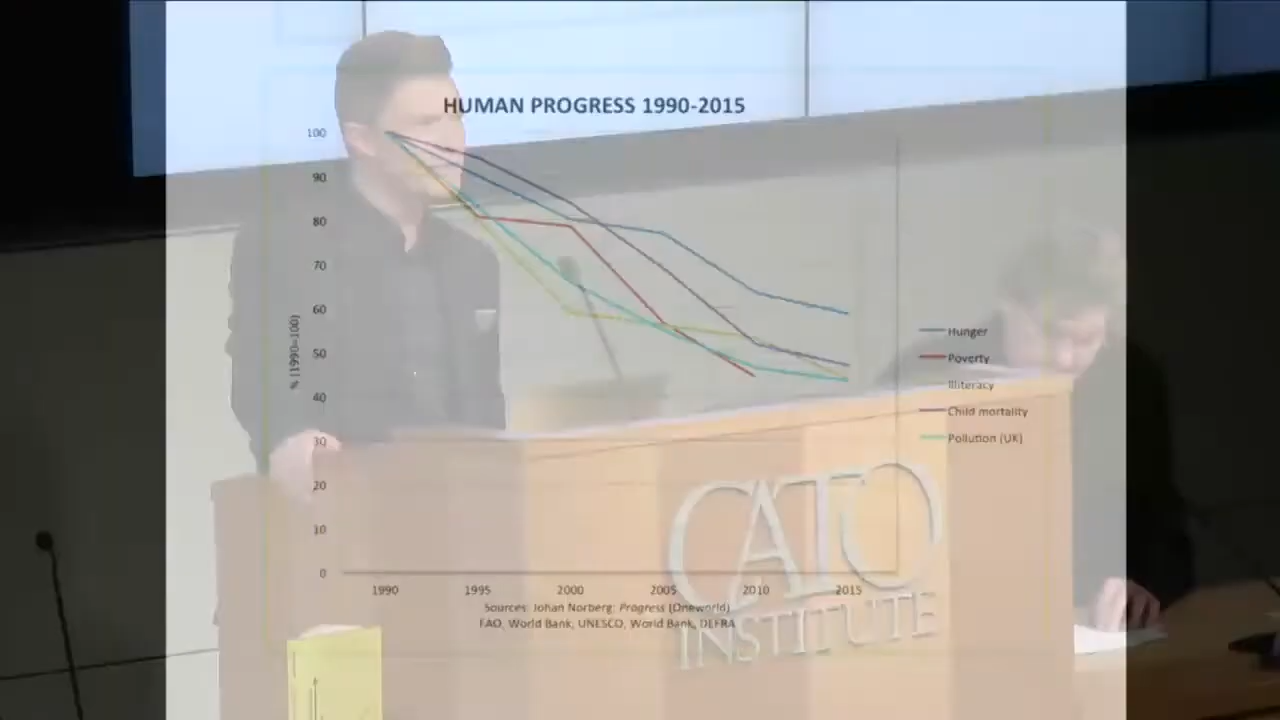 HUMAN PROGRESS 1990-2015
100
90
80
70
60
50
40
30
20
10
0
% (1990=100)
1990 1995 2000 2005 2010 2015
Hunger
Poverty
Illiteracy
Child mortality
Pollution (UK)
Sources: Johan Norberg: Progress (Oneworld)
FAO, World Bank, UNESCO, World Bank, DEFRA
CATO
INSTITUTE